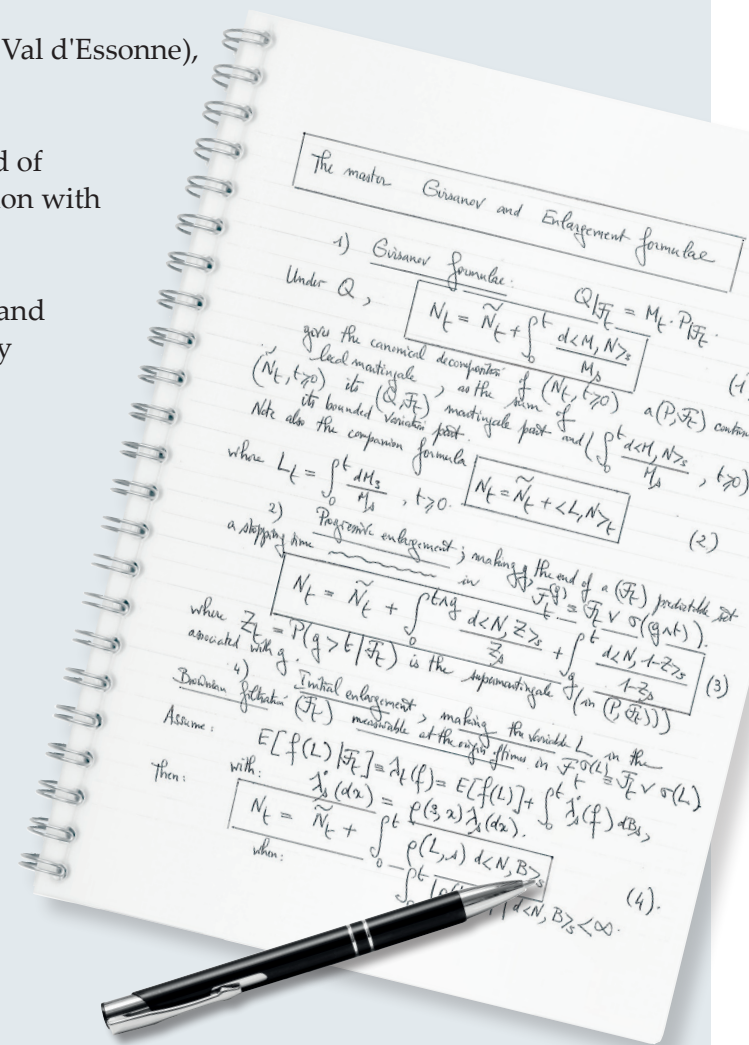 Val d'Essonne),
d of
ion with
and
y
The master Girsanov and Enlargement formulae
1) Girsanov formulae:
Under Q, Q|_{F_t} = M_t · P|_{F_t}.
N_t = Ñ_t + ∫_0^t d<M, N>_s / M_s (1
gives the canonical decomposition of (N_t, t≥0) a (P, F_t) contin
local martingale, as the sum of
(Ñ_t, t≥0) its (Q, F_t) martingale part and (∫_0^t d<M, N>_s / M_s, t≥0)
its bounded variation part.
Note also the companion formula
N_t = Ñ_t + <L, N>_t (2)
where L_t = ∫_0^t dM_s / M_s, t≥0.
2) Progressive enlargement; making g, the end of a (F_t) predictable set
a stopping time in F_t^{(g)} = F_t ∨ σ(g∧t)).
N_t = Ñ_t + ∫_0^{t∧g} d<N, Z>_s / Z_s + ∫_g^t d<N, 1-Z>_s / 1-Z_s (3)
where Z_t = P(g > t | F_t) is the supermartingale (in (P, (F_t)))
associated with g.
4) Initial enlargement, making the variable L in the
Brownian filtration (F_t) measurable at the origin of times in F_t^{σ(L)} = F_t ∨ σ(L)
Assume: E[f(L) | F_t] ≡ λ_t(f) = E[f(L)] + ∫_0^t λ̇_s(f) dB_s,
with: λ̇_s(dx) = ρ(s, x) λ_s(dx).
Then: N_t = Ñ_t + ∫_0^t ρ(L, s) d<N, B>_s (4).
when: ∫_0^t | d<N, B>_s < ∞.